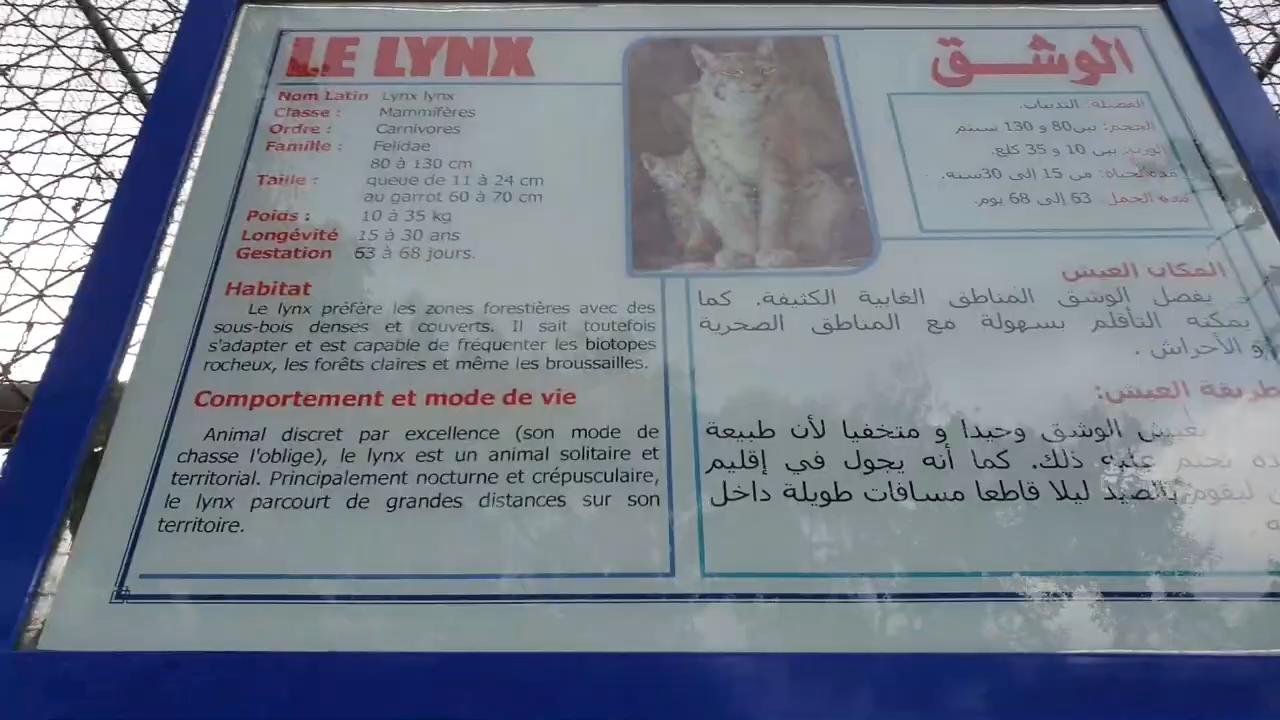 LE LYNX
Nom Latin Lynx lynx
Classe : Mammifères
Ordre : Carnivores
Famille : Felidae
80 à 130 cm
Taille : queue de 11 à 24 cm
au garrot 60 à 70 cm
Poids : 10 à 35 kg
Longévité 15 à 30 ans
Gestation 63 à 68 jours.
Habitat
Le lynx préfère les zones forestières avec des
sous-bois denses et couverts. Il sait toutefois
s'adapter et est capable de fréquenter les biotopes
rocheux, les forêts claires et même les broussailles.
Comportement et mode de vie
Animal discret par excellence (son mode de
chasse l'oblige), le lynx est un animal solitaire et
territorial. Principalement nocturne et crépusculaire,
le lynx parcourt de grandes distances sur son
territoire.
الوشق
الفصيلة: الثدييات.
الحجم: بين80 و 130 سنتم
الوزن: بين 10 و 35 كلغ.
مدة الحياة: من 15 إلى 30سنة.
مدة الحمل 63 إلى 68 يوم.
المكان العيش
يفضل الوشق المناطق الغابية الكثيفة. كما
يمكنه التأقلم بسهولة مع المناطق الصخرية
و الأحراش .
طريقة العيش:
يعيش الوشق وحيدا و متخفيا لأن طبيعة
تحتم عليه ذلك. كما أنه يجول في إقليم
ليقوم بالصيد ليلا قاطعا مسافات طويلة داخل